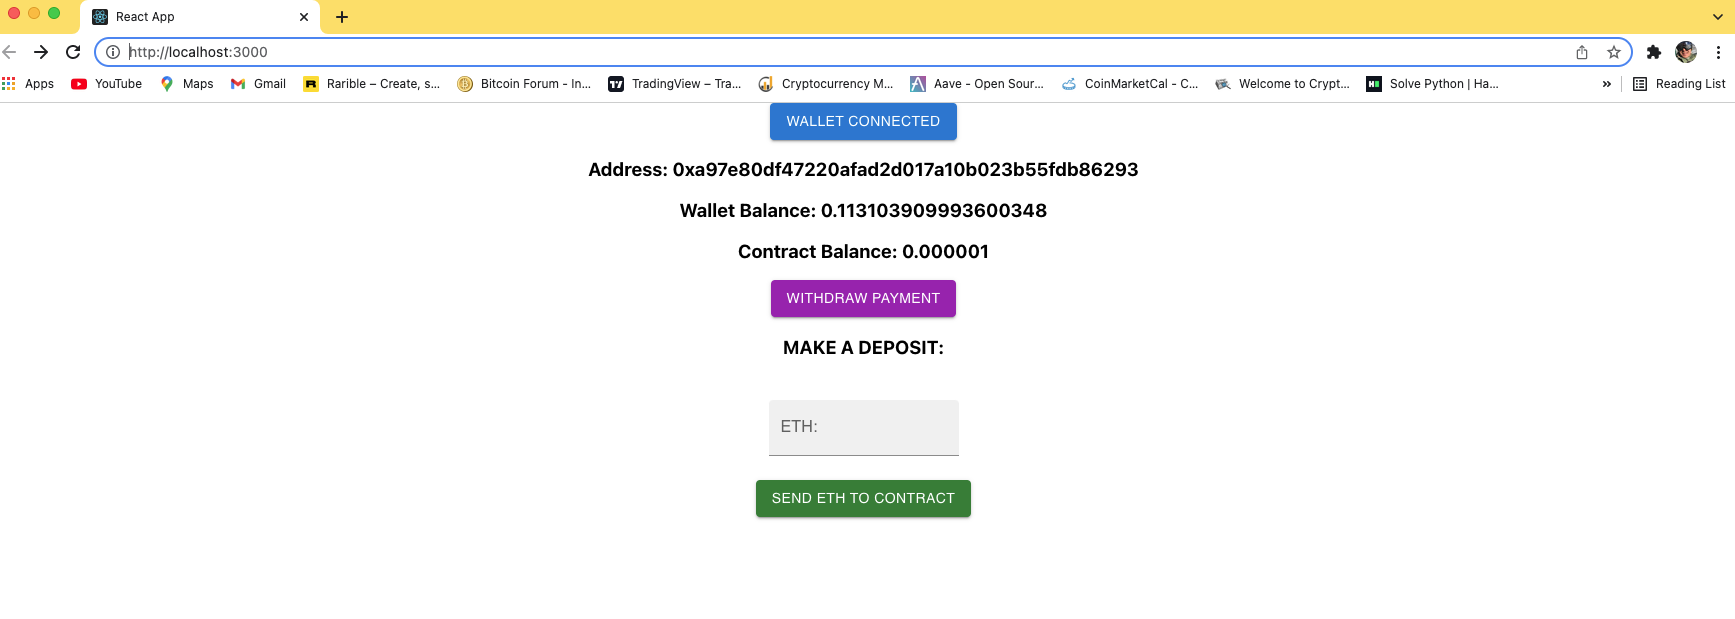 React App
http://localhost:3000
Apps YouTube Maps Gmail Rarible – Create, s... Bitcoin Forum - In... TradingView – Tra... Cryptocurrency M... Aave - Open Sour... CoinMarketCal - C... Welcome to Crypt... Solve Python | Ha... » Reading List
WALLET CONNECTED
Address: 0xa97e80df47220afad2d017a10b023b55fdb86293
Wallet Balance: 0.113103909993600348
Contract Balance: 0.000001
WITHDRAW PAYMENT
MAKE A DEPOSIT:
ETH:
SEND ETH TO CONTRACT